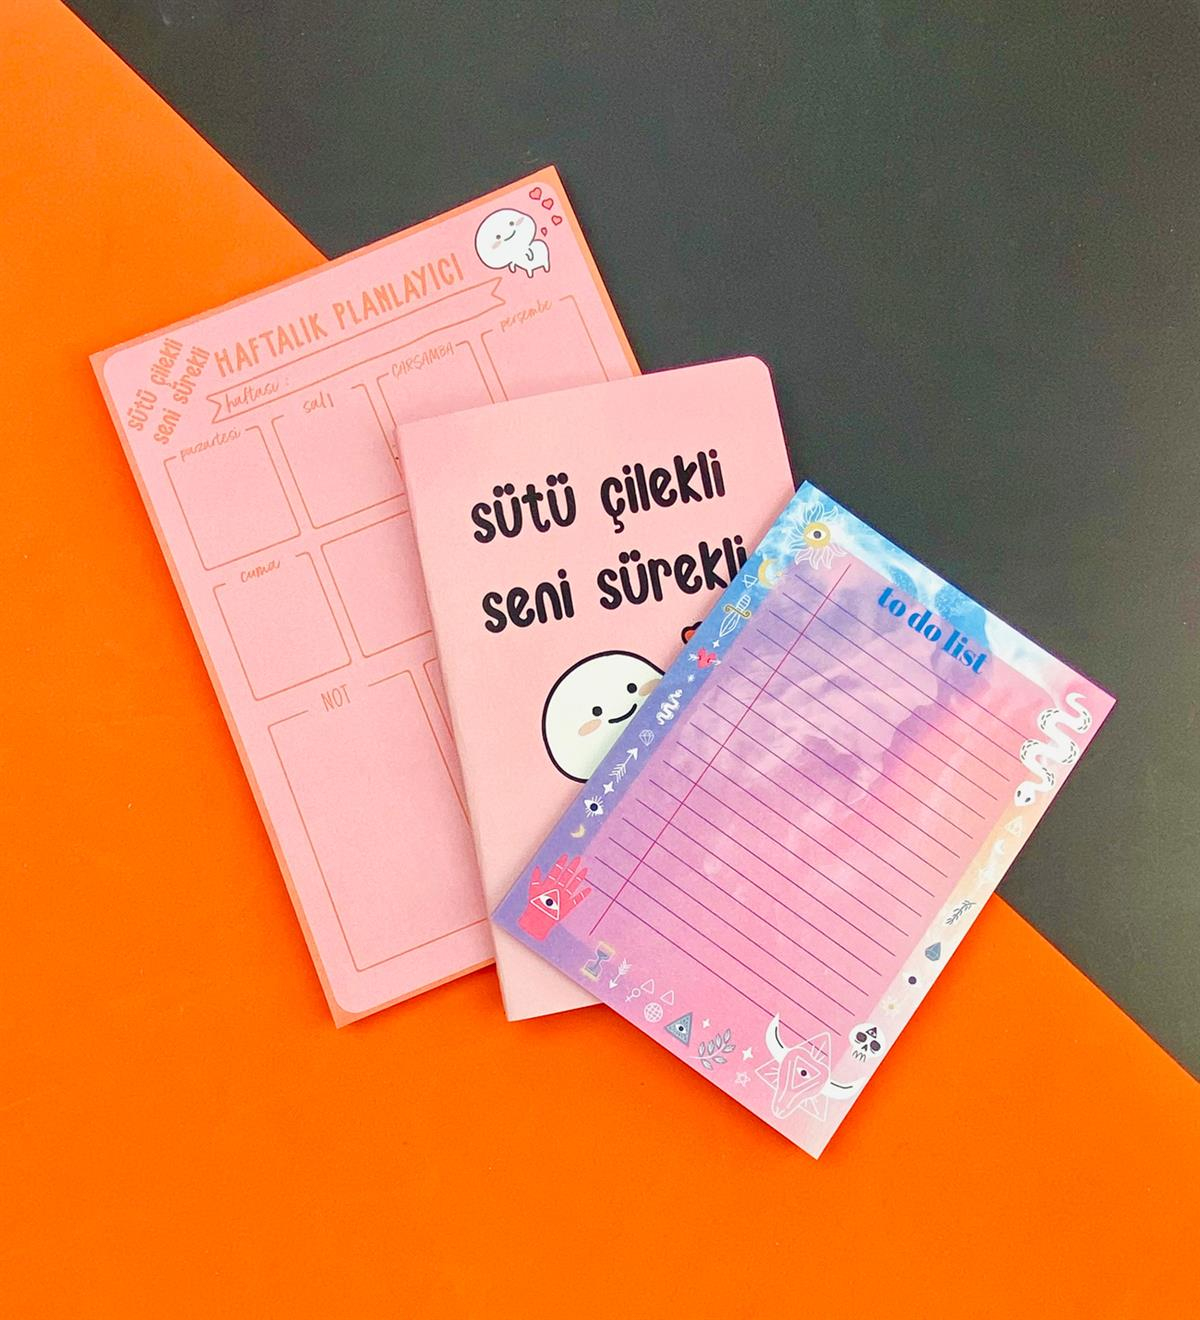 HAFTALIK PLANLAYICI
sütü çilekli
seni sürekli
haftası :
pazartesi
salı
ÇARŞAMBA
perşembe
cuma
NOT
sütü çilekli
seni sürekli
to do list